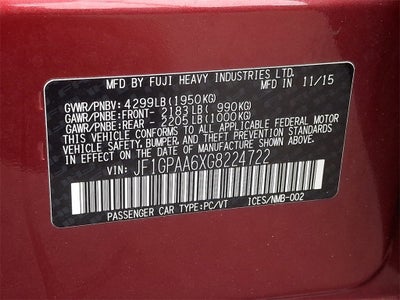 MFD BY FUJI HEAVY INDUSTRIES LTD.
MFD IN 11/15
GVWR/PNBV: 4299LB(1950KG)
GAWR/PNBE:FRONT- 2183LB( 990KG)
GAWR/PNBE:REAR - 2205LB(1000KG)
THIS VEHICLE CONFORMS TO ALL APPLICABLE
FEDERAL SAFETY, BUMPER, AND THEFT PREVENTION STANDARDS
IN EFFECT ON THE DATE OF MANUFACTURE SHOWN ABOVE.
VIN: JF1GPAA6XG8224722
PASSENGER CAR TYPE:PC/VT ICES/NMB-002